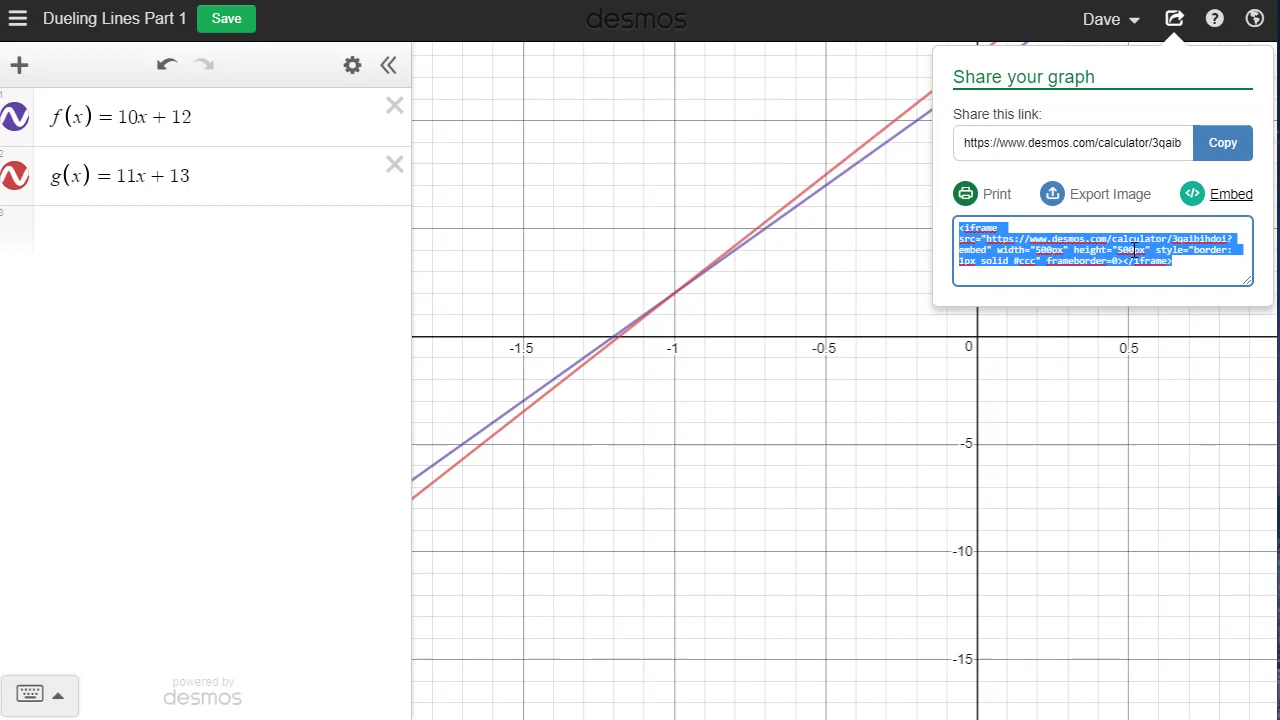 Dueling Lines Part 1
Save
desmos
Dave
1
f(x) = 10x + 12
2
g(x) = 11x + 13
3
Share your graph
Share this link:
https://www.desmos.com/calculator/3qaib
Copy
Print
Export Image
Embed
<iframe
src="https://www.desmos.com/calculator/3qaibihdoi?
embed" width="500px" height="500px" style="border:
1px solid #ccc" frameborder=0></iframe>
-1.5
-1
-0.5
0
0.5
-5
-10
-15
powered by
desmos